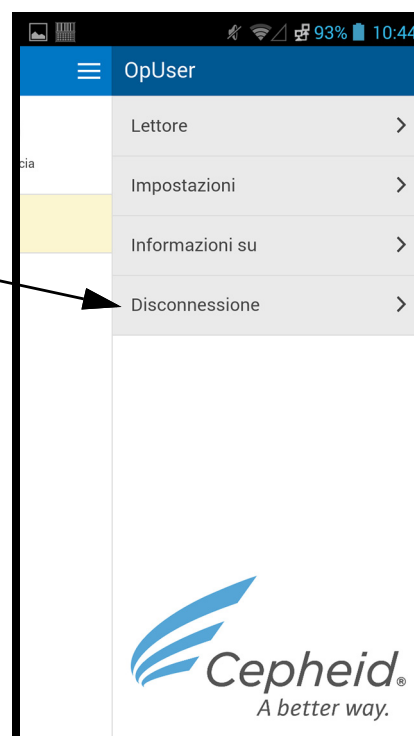 93% 10:44
OpUser
Lettore
cia
Impostazioni
Informazioni su
Disconnessione
Cepheid®
A better way.